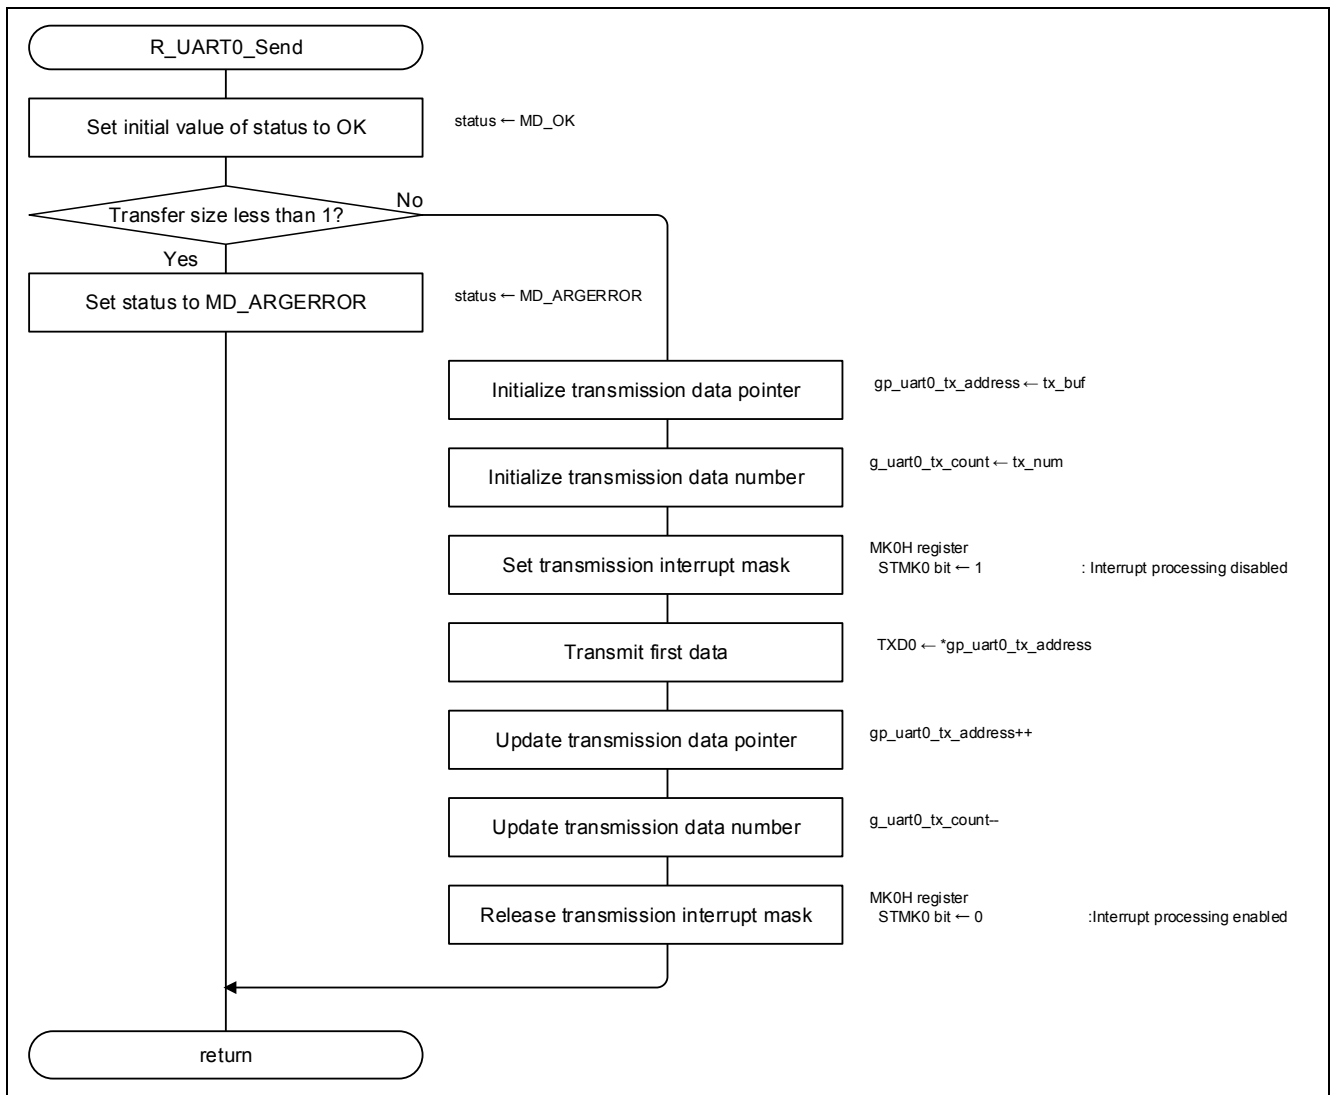 R_UART0_Send
Set initial value of status to OK
status ← MD_OK
Transfer size less than 1?
No
Yes
Set status to MD_ARGERROR
status ← MD_ARGERROR
Initialize transmission data pointer
gp_uart0_tx_address ← tx_buf
Initialize transmission data number
g_uart0_tx_count ← tx_num
Set transmission interrupt mask
MK0H register
STMK0 bit ← 1 : Interrupt processing disabled
Transmit first data
TXD0 ← *gp_uart0_tx_address
Update transmission data pointer
gp_uart0_tx_address++
Update transmission data number
g_uart0_tx_count--
Release transmission interrupt mask
MK0H register
STMK0 bit ← 0 :Interrupt processing enabled
return